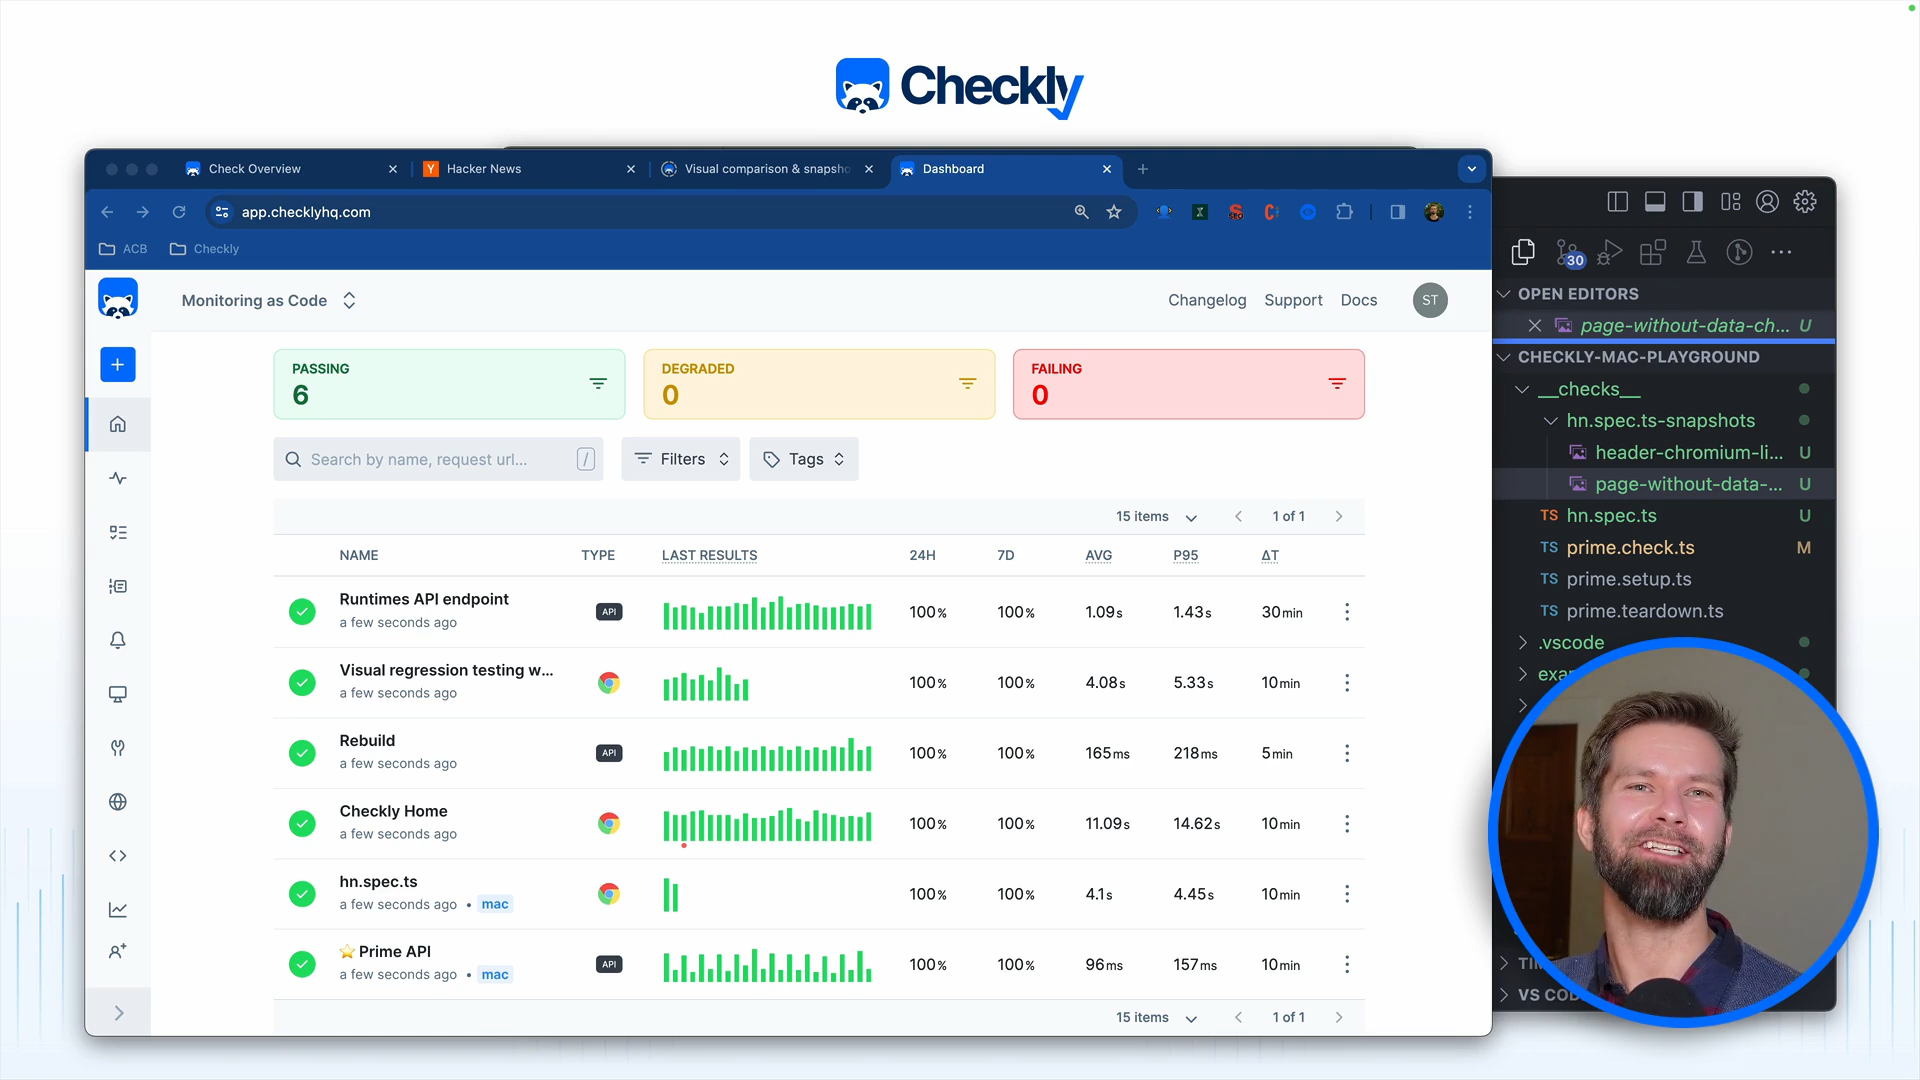 Checkly
Check Overview
Hacker News
Visual comparison & snapsho
Dashboard
app.checklyhq.com
ACB
Checkly
Monitoring as Code
Changelog
Support
Docs
ST
PASSING
6
DEGRADED
0
FAILING
0
Search by name, request url...
/
Filters
Tags
15 items
1 of 1
NAME TYPE LAST RESULTS 24H 7D AVG P95 ΔT
Runtimes API endpoint
a few seconds ago
API
100% 100% 1.09s 1.43s 30min
Visual regression testing w...
a few seconds ago
100% 100% 4.08s 5.33s 10min
Rebuild
a few seconds ago
API
100% 100% 165ms 218ms 5min
Checkly Home
a few seconds ago
100% 100% 11.09s 14.62s 10min
hn.spec.ts
a few seconds ago • mac
100% 100% 4.1s 4.45s 10min
⭐ Prime API
a few seconds ago • mac
API
100% 100% 96ms 157ms 10min
15 items
1 of 1
30
OPEN EDITORS
page-without-data-ch... U
CHECKLY-MAC-PLAYGROUND
__checks__
hn.spec.ts-snapshots
header-chromium-li... U
page-without-data-... U
TS hn.spec.ts U
TS prime.check.ts M
TS prime.setup.ts
TS prime.teardown.ts
.vscode